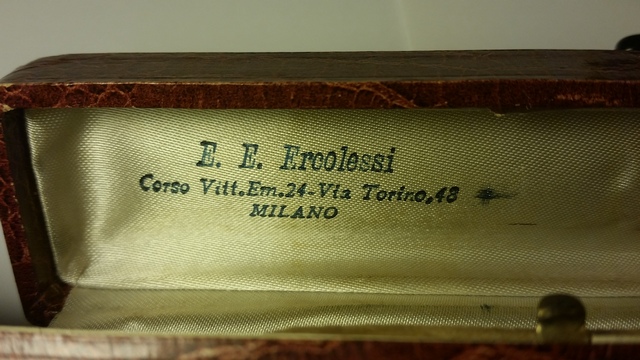 E. E. Ercolessi
Corso Vitt.Em.24-Via Torino,48
MILANO